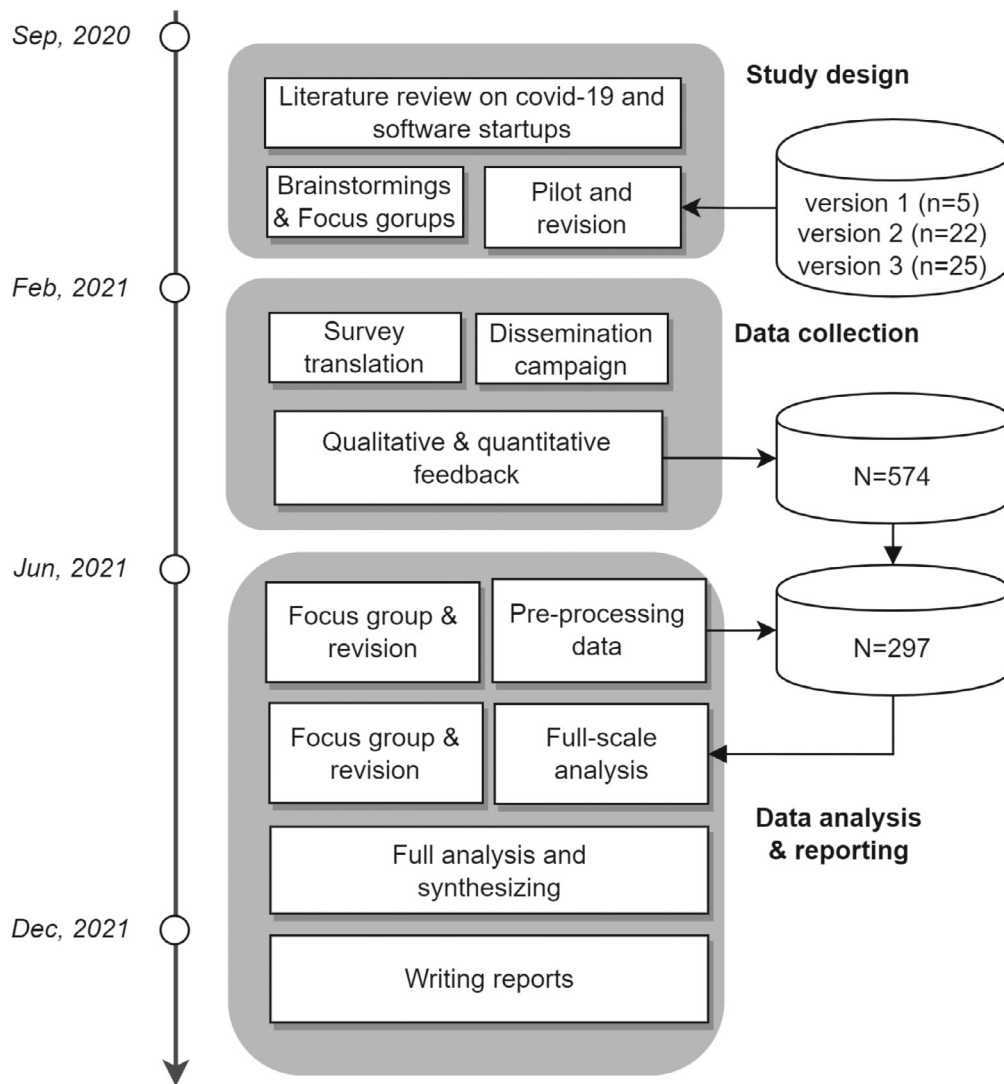 Sep, 2020
Study design
Literature review on covid-19 and
software startups
Brainstormings
& Focus gorups
Pilot and
revision
version 1 (n=5)
version 2 (n=22)
version 3 (n=25)
Feb, 2021
Data collection
Survey
translation
Dissemination
campaign
Qualitative & quantitative
feedback
N=574
Jun, 2021
Focus group &
revision
Pre-processing
data
N=297
Focus group &
revision
Full-scale
analysis
Data analysis
& reporting
Full analysis and
synthesizing
Dec, 2021
Writing reports